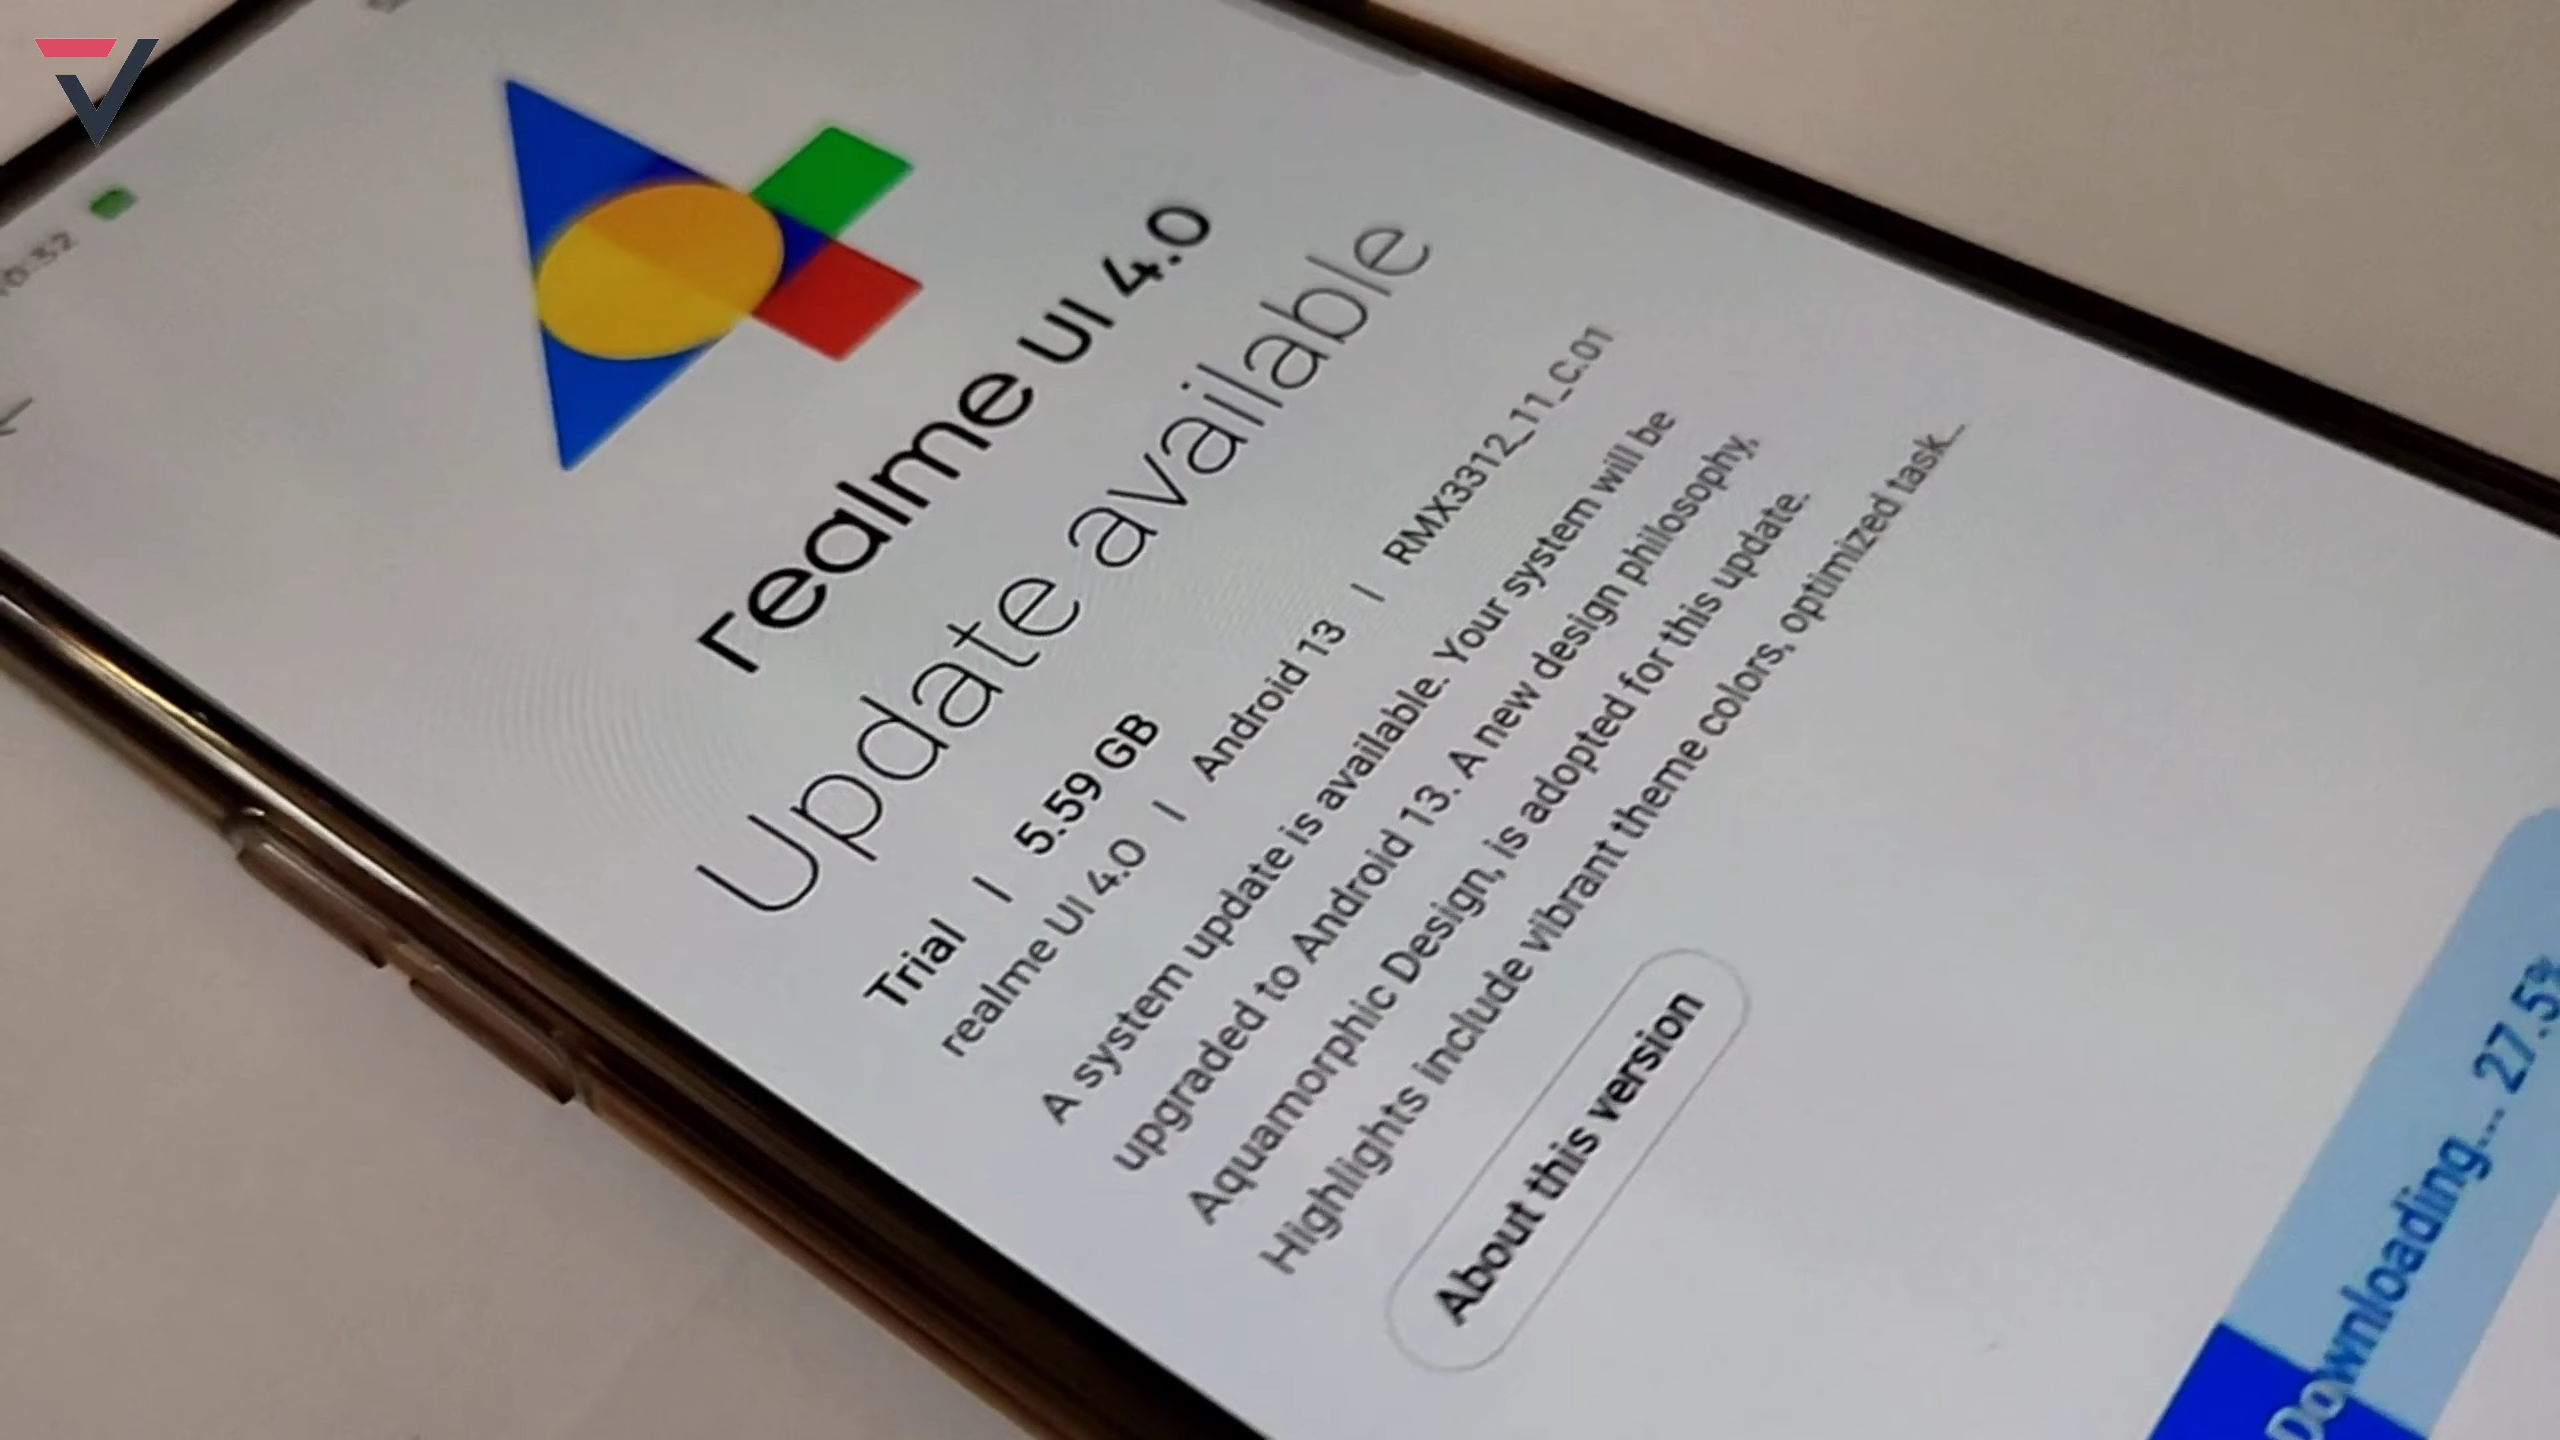 realme UI 4.0
Update available
Trial | 5.59 GB
realme UI 4.0 | Android 13 | RMX3312_11_C.01
A system update is available. Your system will be
upgraded to Android 13. A new design philosophy,
Aquamorphic Design, is adopted for this update.
Highlights include vibrant theme colors, optimized task...
About this version
Downloading... 27.5%